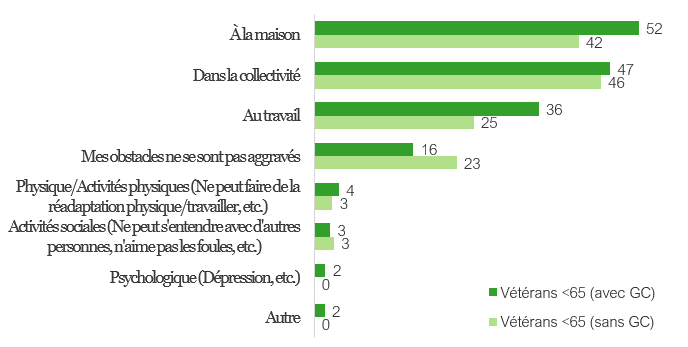 À la maison
52
42
Dans la collectivité
47
46
Au travail
36
25
Mes obstacles ne se sont pas aggravés
16
23
Physique/Activités physiques (Ne peut faire de la
réadaptation physique/travailler, etc.)
4
3
Activités sociales (Ne peut s'entendre avec d'autres
personnes, n'aime pas les foules, etc.)
3
3
Psychologique (Dépression, etc.)
2
0
Autre
2
0
Vétérans <65 (avec GC)
Vétérans <65 (sans GC)